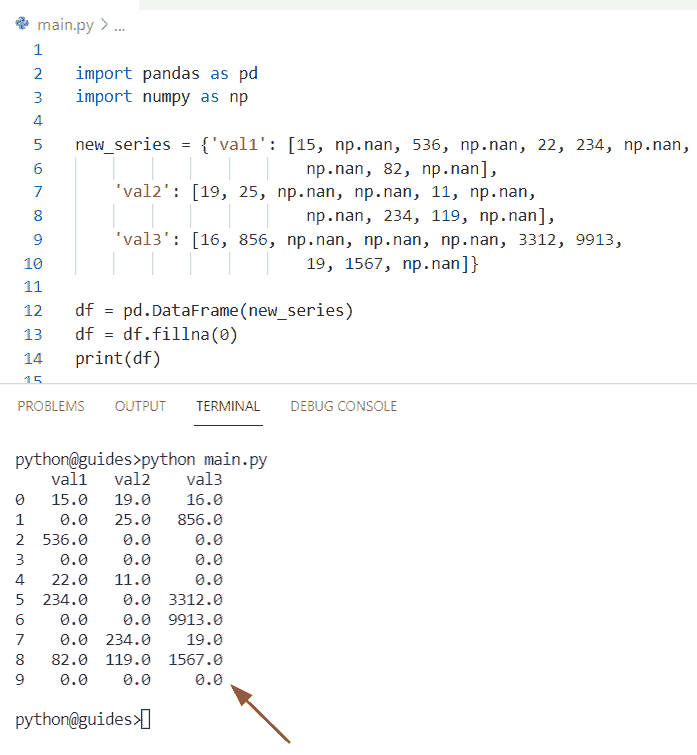 main.py > ...
1
2 import pandas as pd
3 import numpy as np
4
5 new_series = {'val1': [15, np.nan, 536, np.nan, 22, 234, np.nan,
6 np.nan, 82, np.nan],
7 'val2': [19, 25, np.nan, np.nan, 11, np.nan,
8 np.nan, 234, 119, np.nan],
9 'val3': [16, 856, np.nan, np.nan, np.nan, 3312, 9913,
10 19, 1567, np.nan]}
11
12 df = pd.DataFrame(new_series)
13 df = df.fillna(0)
14 print(df)
15
PROBLEMS OUTPUT TERMINAL DEBUG CONSOLE
python@guides>python main.py
val1 val2 val3
0 15.0 19.0 16.0
1 0.0 25.0 856.0
2 536.0 0.0 0.0
3 0.0 0.0 0.0
4 22.0 11.0 0.0
5 234.0 0.0 3312.0
6 0.0 0.0 9913.0
7 0.0 234.0 19.0
8 82.0 119.0 1567.0
9 0.0 0.0 0.0
python@guides>